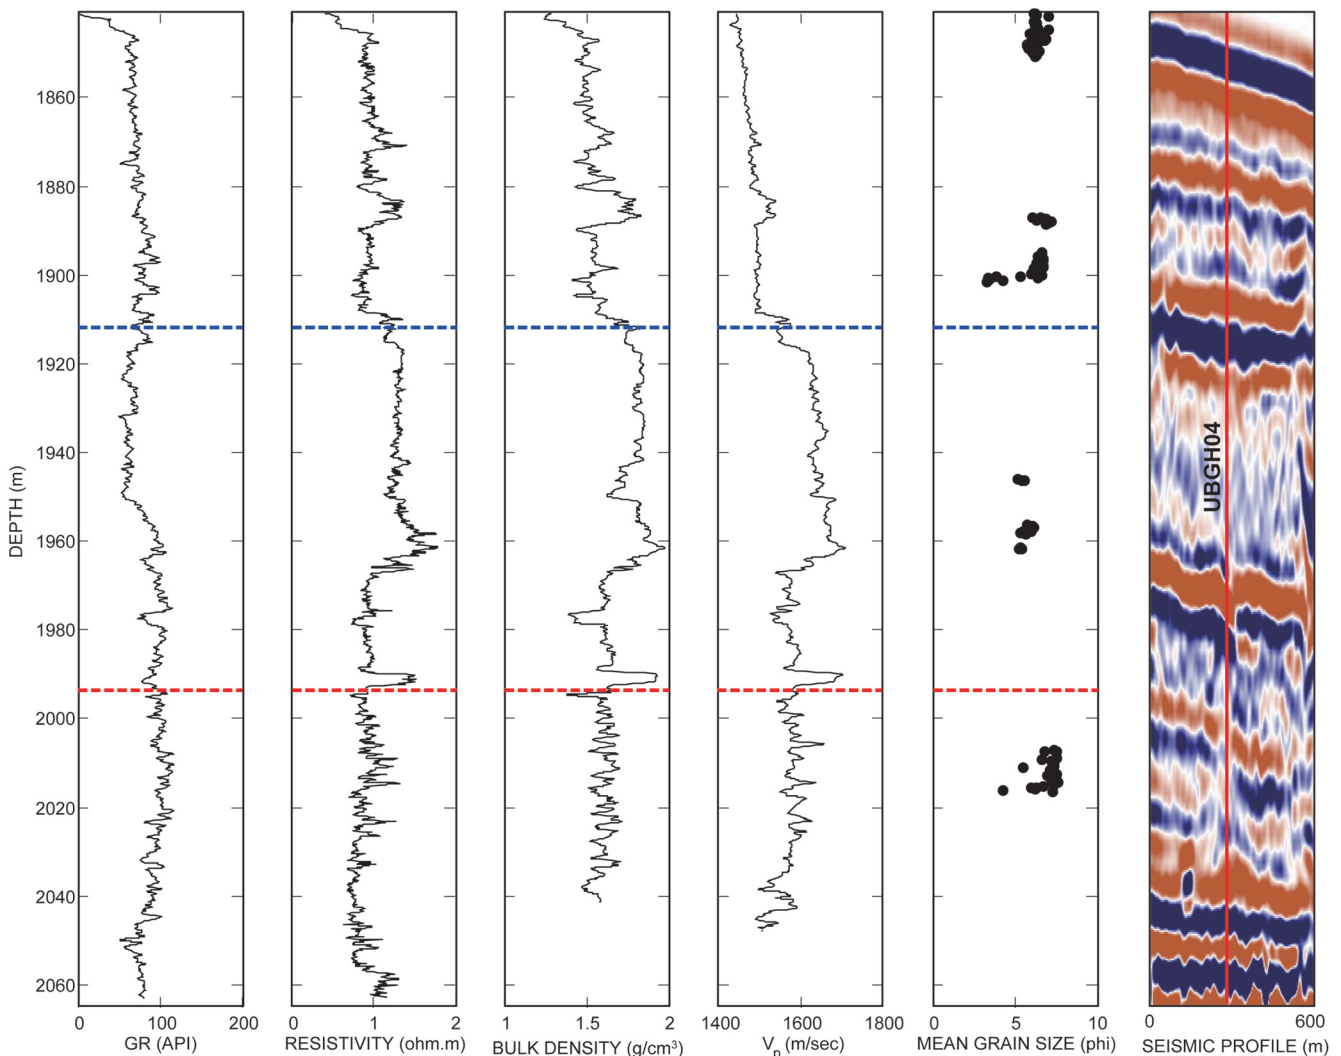 DEPTH (m)
1860
1880
1900
1920
1940
1960
1980
2000
2020
2040
2060
0 100 200
GR (API)
0 1 2
RESISTIVITY (ohm.m)
1 1.5 2
BULK DENSITY (g/cm³)
1400 1600 1800
Vp (m/sec)
0 5 10
MEAN GRAIN SIZE (phi)
UBGH04
0 600
SEISMIC PROFILE (m)